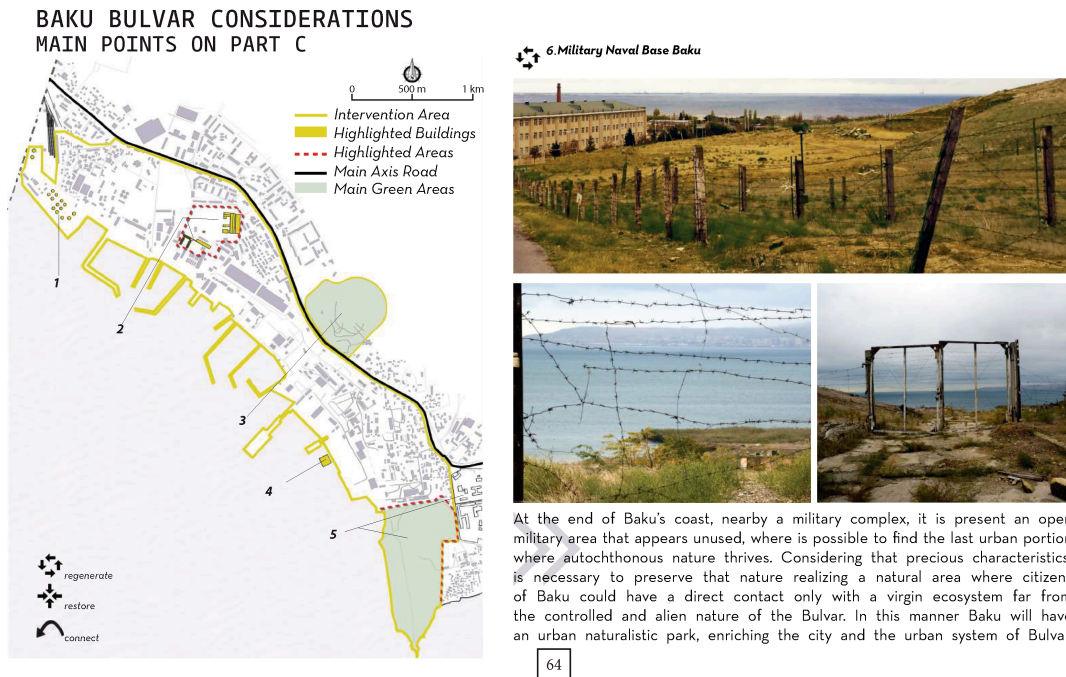 BAKU BULVAR CONSIDERATIONS
MAIN POINTS ON PART C
0 500 m 1 km
Intervention Area
Highlighted Buildings
Highlighted Areas
Main Axis Road
Main Green Areas
1
2
3
4
5
regenerate
restore
connect
6.Military Naval Base Baku
At the end of Baku's coast, nearby a military complex, it is present an open
military area that appears unused, where is possible to find the last urban portion
where autochthonous nature thrives. Considering that precious characteristics
is necessary to preserve that nature realizing a natural area where citizen
of Baku could have a direct contact only with a virgin ecosystem far from
the controlled and alien nature of the Bulvar. In this manner Baku will have
an urban naturalistic park, enriching the city and the urban system of Bulva
64